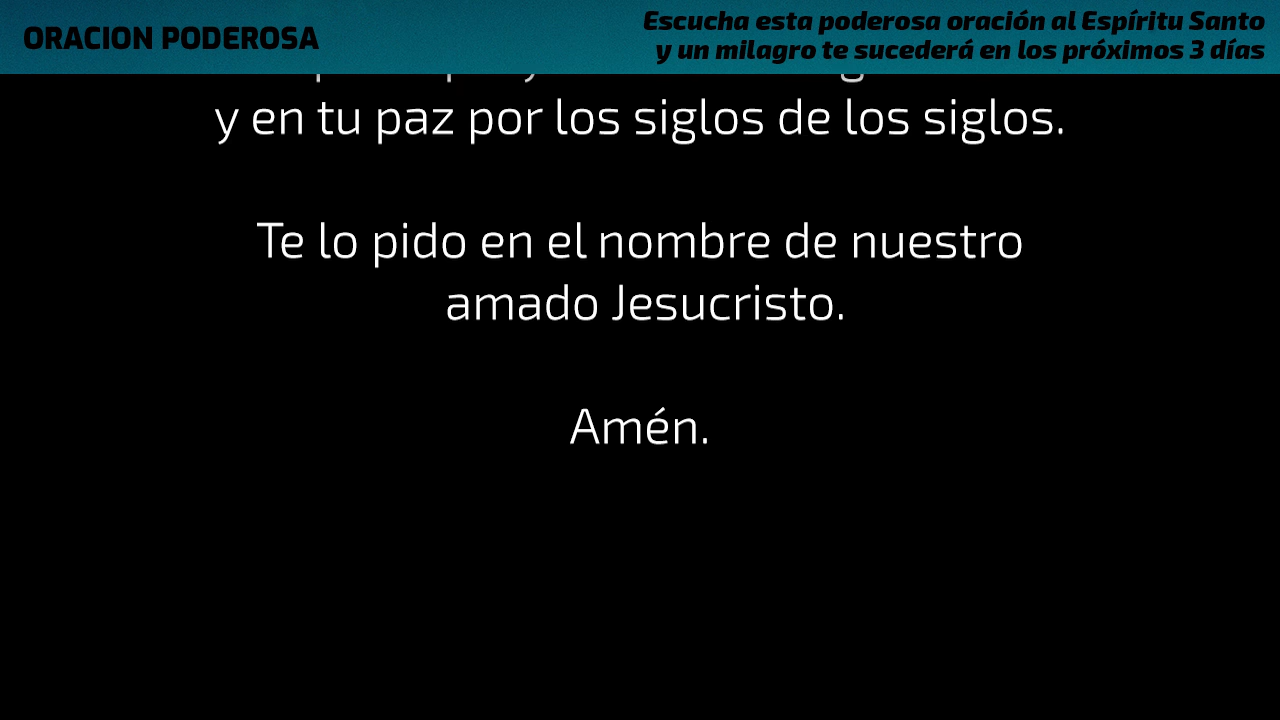 ORACION PODEROSA
Escucha esta poderosa oración al Espíritu Santo
y un milagro te sucederá en los próximos 3 días
y en tu paz por los siglos de los siglos.
Te lo pido en el nombre de nuestro
amado Jesucristo.
Amén.